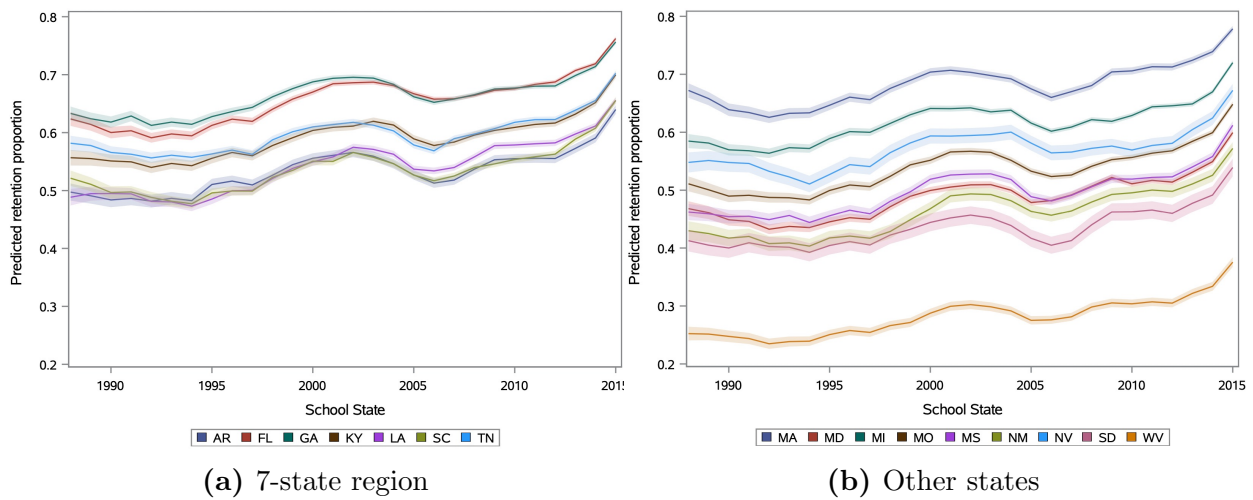 0.8
0.7
0.6
0.5
0.4
0.3
0.2
Predicted retention proportion
1990 1995 2000 2005 2010 2015
School State
AR FL GA KY LA SC TN
(a) 7-state region
0.8
0.7
0.6
0.5
0.4
0.3
0.2
Predicted retention proportion
1990 1995 2000 2005 2010 2015
School State
MA MD MI MO MS NM NV SD WV
(b) Other states